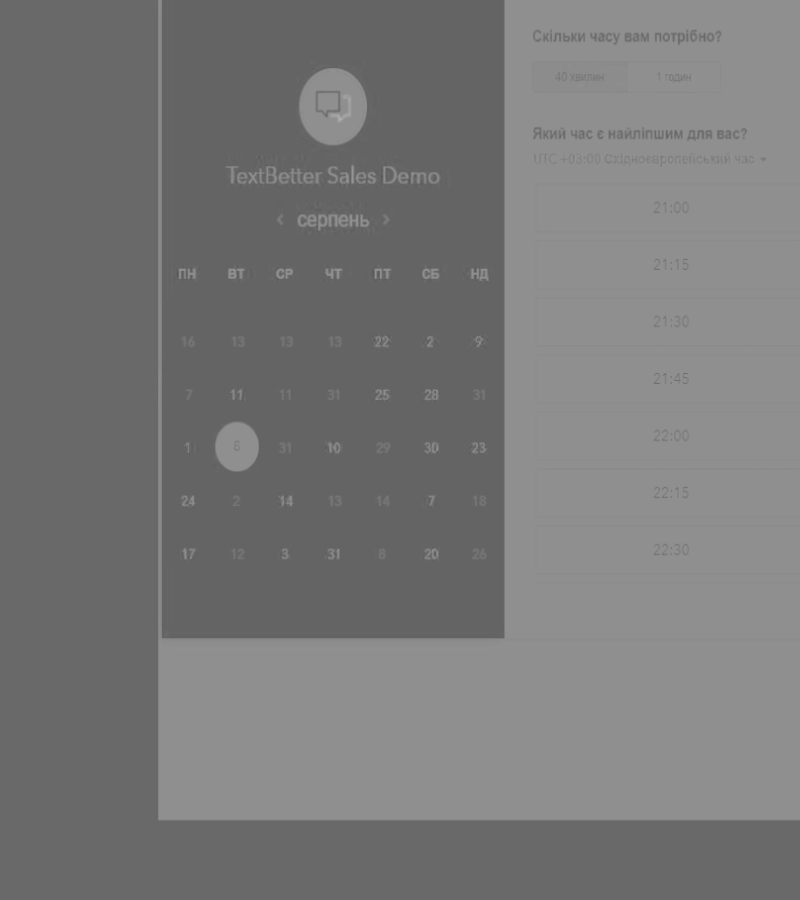 TextBetter Sales Demo
‹ серпень ›
ПН ВТ СР ЧТ ПТ СБ НД
16 13 13 13 22 2 9
7 11 11 31 25 28 31
1 6 31 10 29 30 23
24 2 14 13 14 7 18
17 12 3 31 8 20 26
Скільки часу вам потрібно?
40 хвилин 1 годин
Який час є найліпшим для вас?
UTC +03:00 Східноєвропейський час
21:00
21:15
21:30
21:45
22:00
22:15
22:30